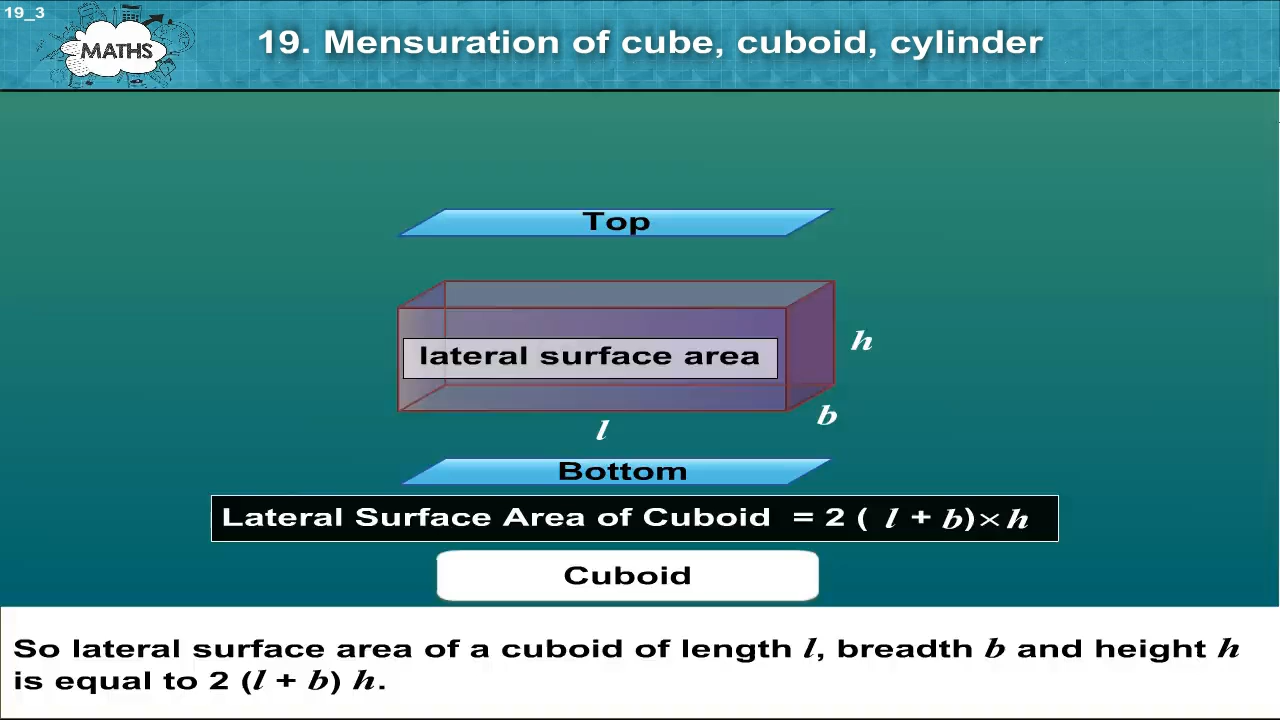 19_3
MATHS
19. Mensuration of cube, cuboid, cylinder
Top
lateral surface area
h
b
l
Bottom
Lateral Surface Area of Cuboid = 2 ( l + b)×h
Cuboid
So lateral surface area of a cuboid of length l, breadth b and height h
is equal to 2 (l + b) h.